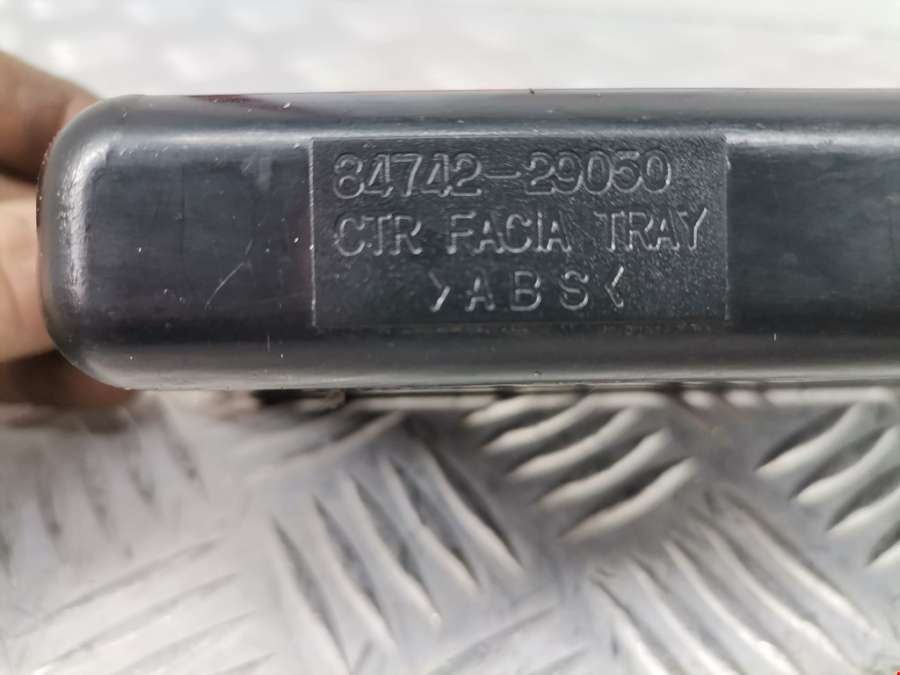 84742-29050
CTR FACIA TRAY
>ABS<